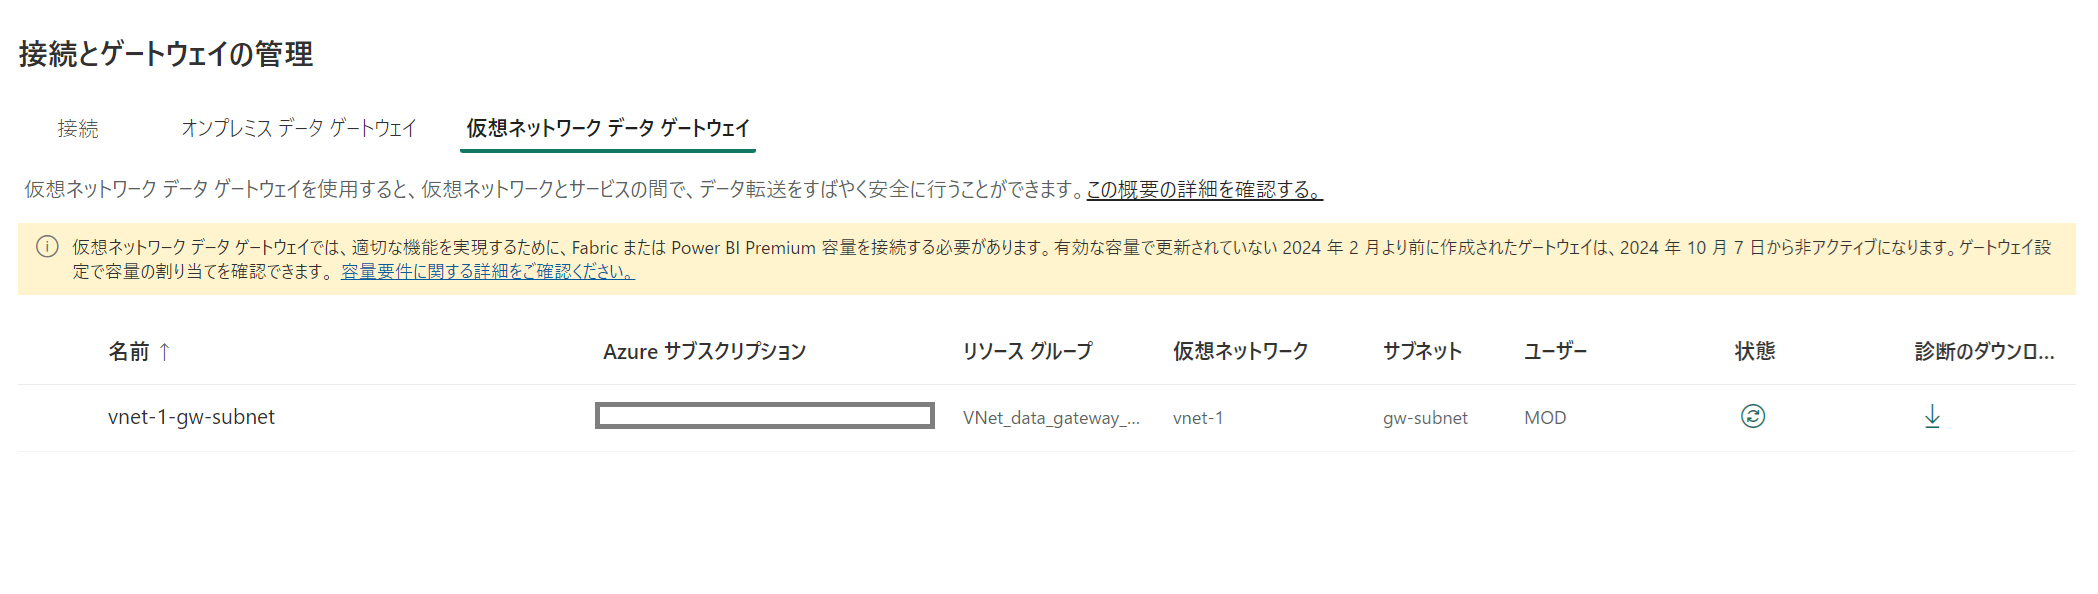 接続とゲートウェイの管理
接続 オンプレミス データ ゲートウェイ 仮想ネットワーク データ ゲートウェイ
仮想ネットワーク データ ゲートウェイを使用すると、仮想ネットワークとサービスの間で、データ転送をすばやく安全に行うことができます。この概要の詳細を確認する。
仮想ネットワーク データ ゲートウェイでは、適切な機能を実現するために、Fabric または Power BI Premium 容量を接続する必要があります。有効な容量で更新されていない 2024 年 2 月より前に作成されたゲートウェイは、2024 年 10 月 7 日から非アクティブになります。ゲートウェイ設
定で容量の割り当てを確認できます。 容量要件に関する詳細をご確認ください。
名前 ↑ Azure サブスクリプション リソース グループ 仮想ネットワーク サブネット ユーザー 状態 診断のダウンロ...
vnet-1-gw-subnet VNet_data_gateway_... vnet-1 gw-subnet MOD